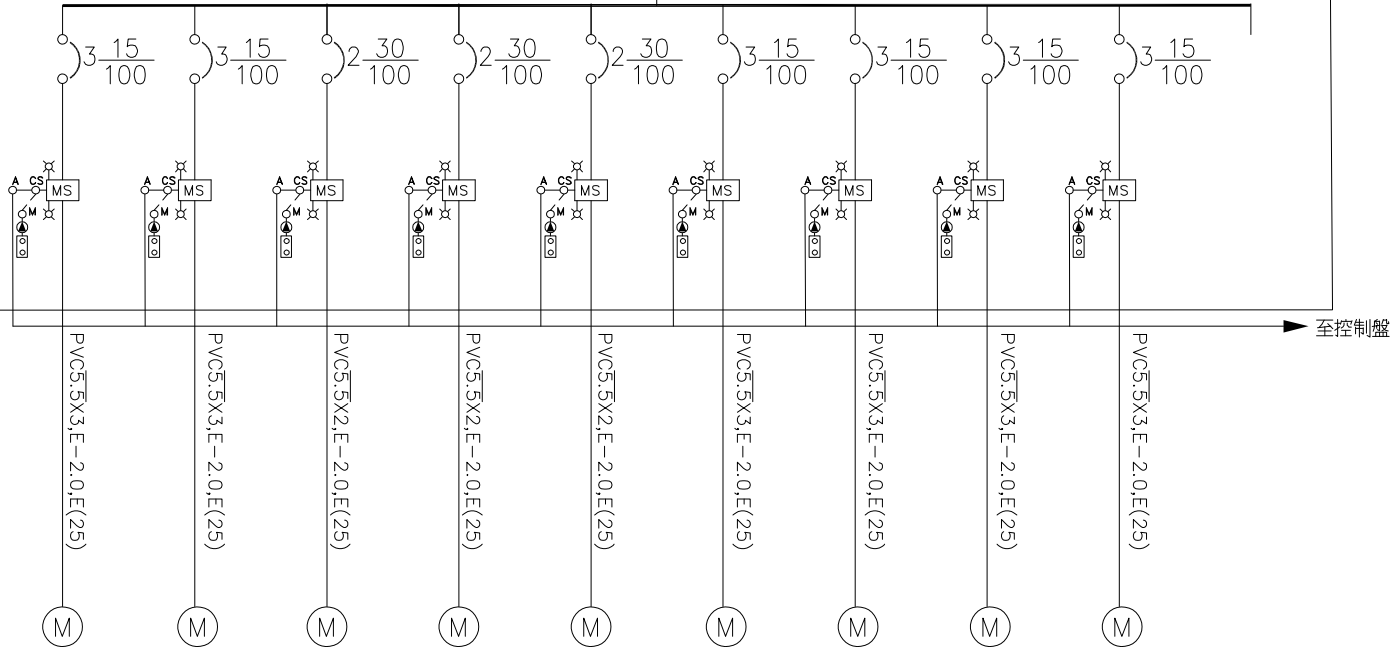 3 15/100 3 15/100 2 30/100 2 30/100 2 30/100 3 15/100 3 15/100 3 15/100 3 15/100
A CS MS A CS MS A CS MS A CS MS A CS MS A CS MS A CS MS A CS MS A CS MS
M M M M M M M M M
至控制盤
PVC5.5X3,E-2.0,E(25)
PVC5.5X3,E-2.0,E(25)
PVC5.5X2,E-2.0,E(25)
PVC5.5X2,E-2.0,E(25)
PVC5.5X2,E-2.0,E(25)
PVC5.5X3,E-2.0,E(25)
PVC5.5X3,E-2.0,E(25)
PVC5.5X3,E-2.0,E(25)
PVC5.5X3,E-2.0,E(25)
M M M M M M M M M